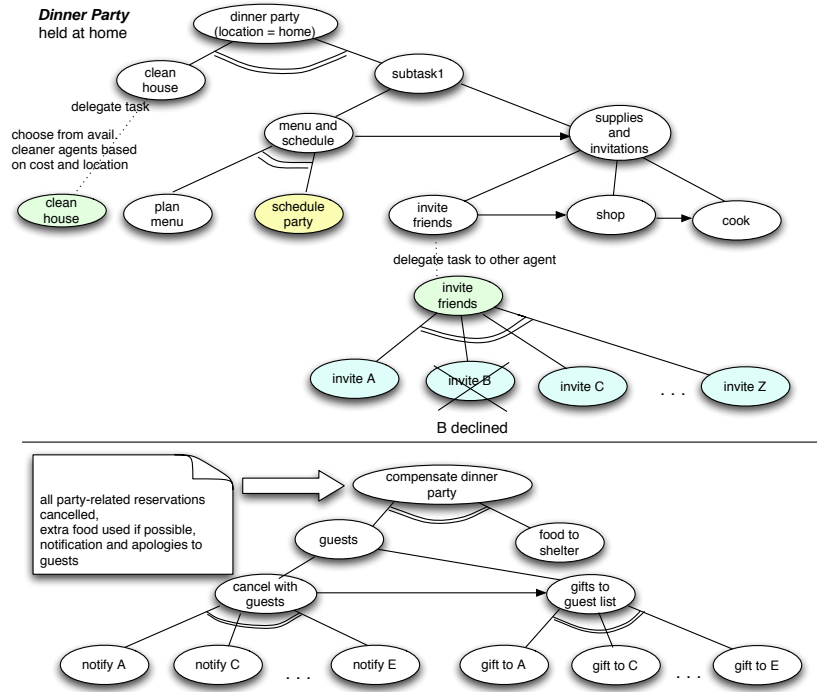 Dinner Party
held at home
dinner party
(location = home)
clean
house
subtask1
delegate task
choose from avail.
cleaner agents based
on cost and location
menu and
schedule
supplies
and
invitations
clean
house
plan
menu
schedule
party
invite
friends
shop
cook
delegate task to other agent
invite
friends
invite A
invite B
invite C
. . .
invite Z
B declined
all party-related reservations
cancelled,
extra food used if possible,
notification and apologies to
guests
compensate dinner
party
guests
food to
shelter
cancel with
guests
gifts to
guest list
notify A
notify C
. . .
notify E
gift to A
gift to C
. . .
gift to E